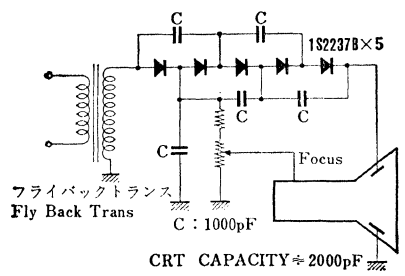 C
C
1S2237B×5
C
C
C
Focus
フライバックトランス
Fly Back Trans
C：1000pF
CRT CAPACITY≑2000pF